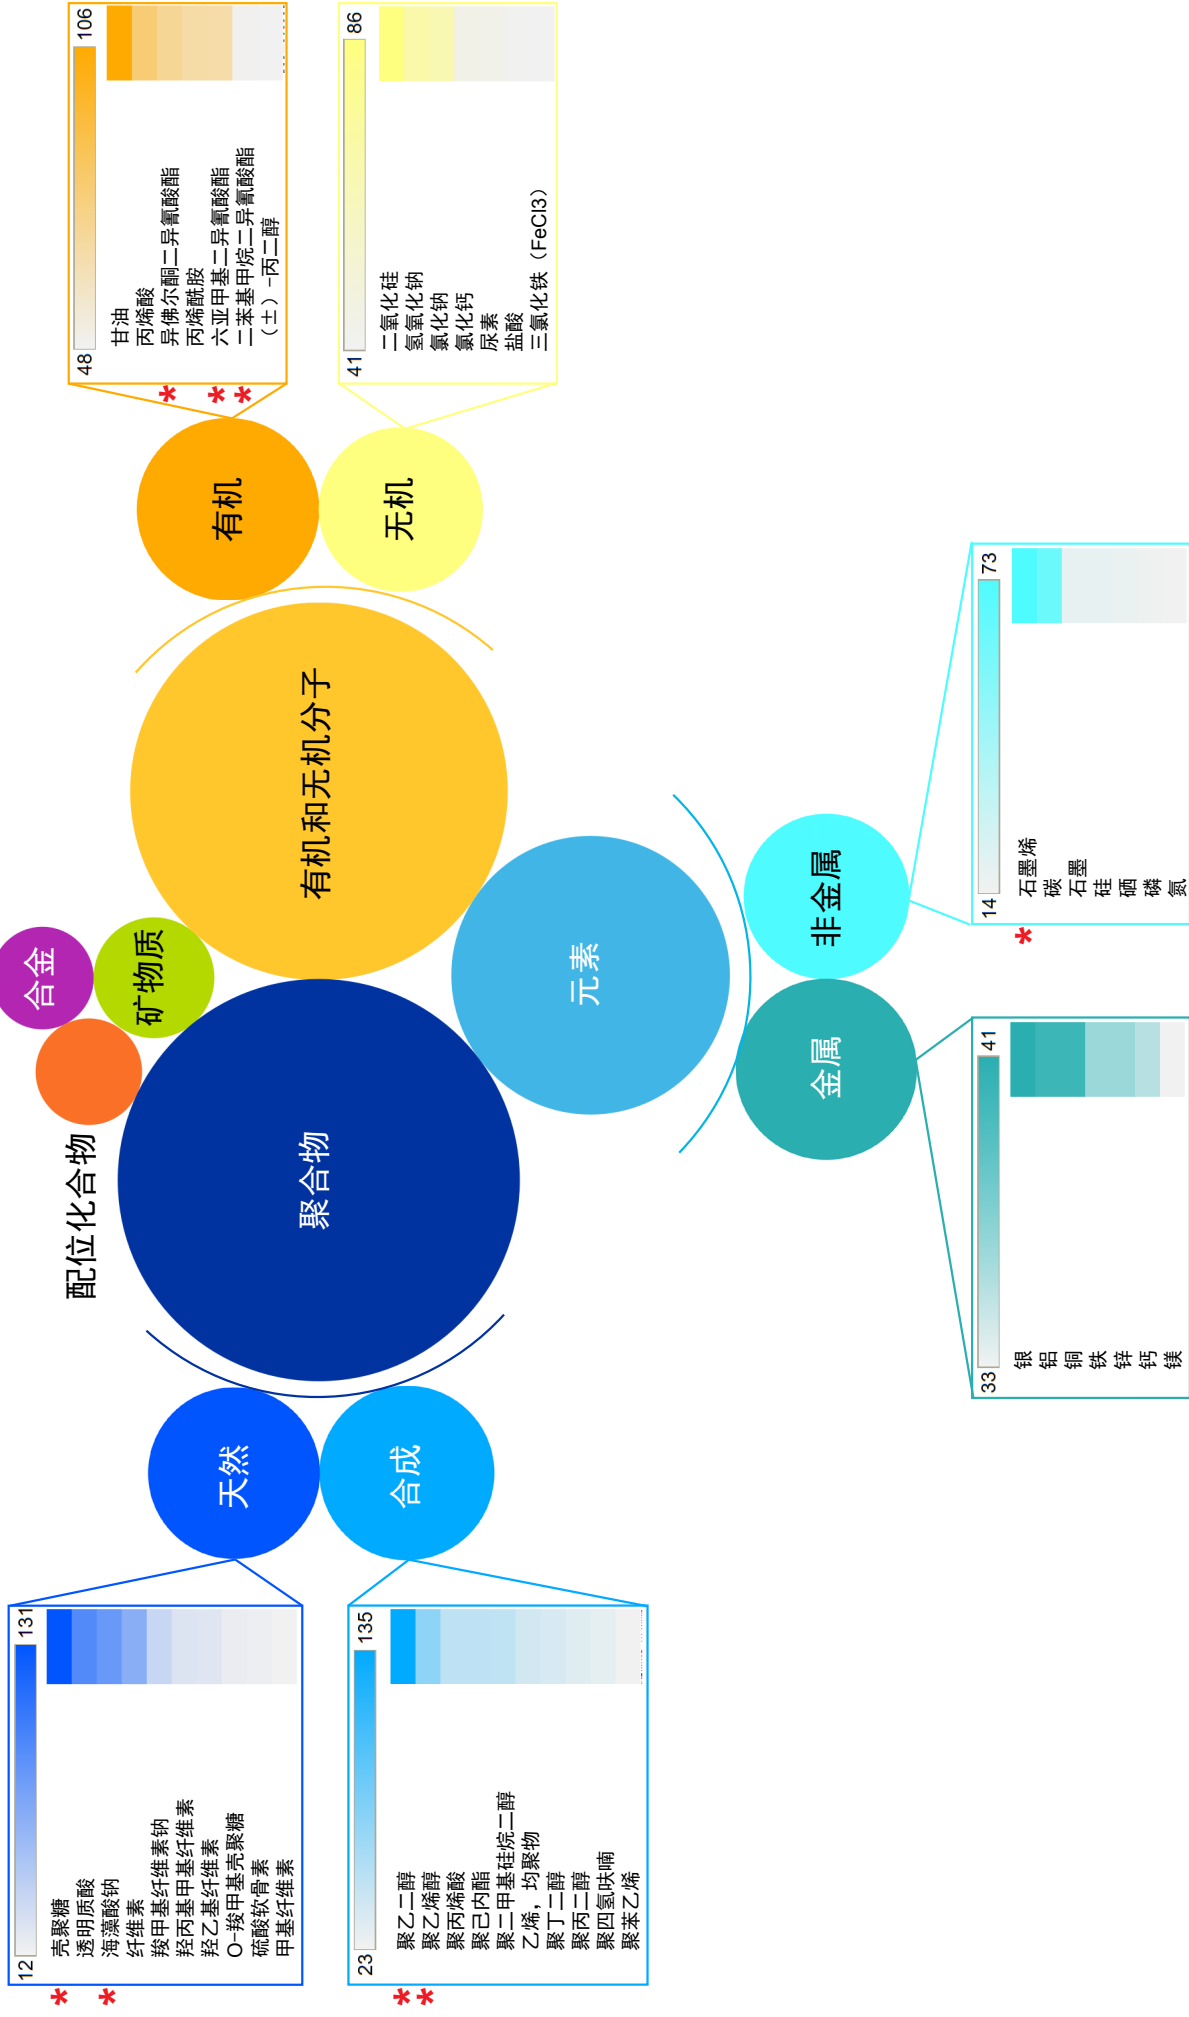 12 131
* 壳聚糖
透明质酸
* 海藻酸钠
纤维素
羧甲基纤维素钠
羟丙基甲基纤维素
羟乙基纤维素
O-羧甲基壳聚糖
硫酸软骨素
甲基纤维素
23 135
* 聚乙二醇
* 聚乙烯醇
聚丙烯酸
聚己内酯
聚二甲基硅烷二醇
乙烯，均聚物
聚丁二醇
聚丙二醇
聚四氢呋喃
聚苯乙烯
天然
合成
配位化合物
合金
矿物质
聚合物
有机和无机分子
元素
有机
无机
48 106
甘油
丙烯酸
* 异佛尔酮二异氰酸酯
丙烯酰胺
* 六亚甲基二异氰酸酯
* 二苯基甲烷二异氰酸酯
（±）-丙二醇
41 86
二氧化硅
氢氧化钠
氯化钠
氯化钙
尿素
盐酸
三氯化铁（FeCl3）
金属
非金属
33 41
银
铝
铜
铁
锌
钙
镁
14 73
* 石墨烯
碳
石墨
硅
硒
磷
氮